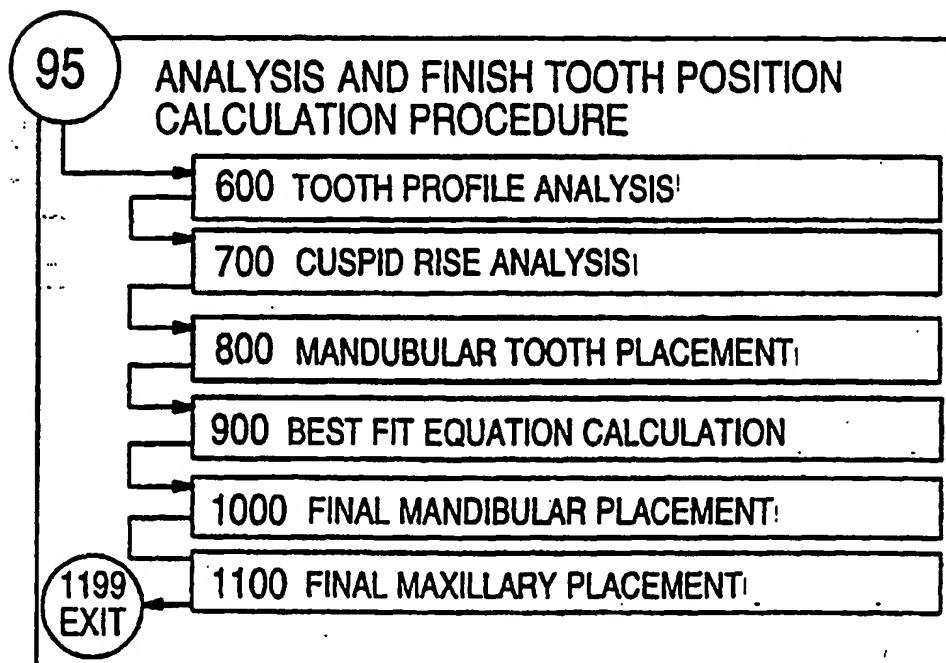 95
ANALYSIS AND FINISH TOOTH POSITION
CALCULATION PROCEDURE
600 TOOTH PROFILE ANALYSIS
700 CUSPID RISE ANALYSIS
800 MANDUBULAR TOOTH PLACEMENT
900 BEST FIT EQUATION CALCULATION
1000 FINAL MANDIBULAR PLACEMENT
1100 FINAL MAXILLARY PLACEMENT
1199
EXIT